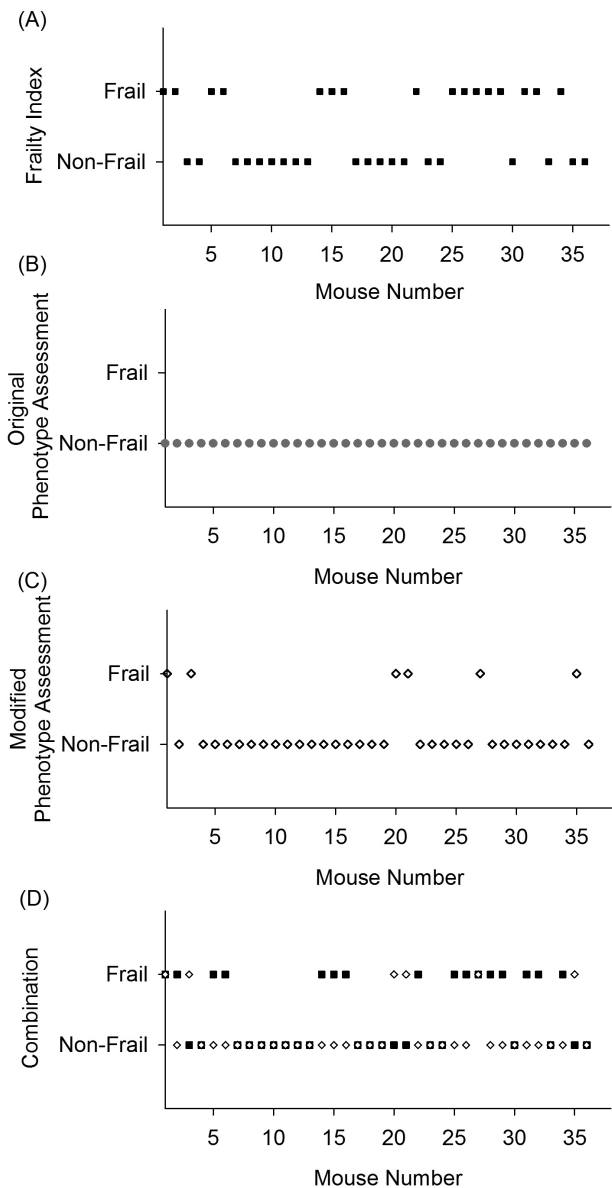 (A)
Frailty Index
Frail
Non-Frail
5 10 15 20 25 30 35
Mouse Number
(B)
Original
Phenotype Assessment
Frail
Non-Frail
5 10 15 20 25 30 35
Mouse Number
(C)
Modified
Phenotype Assessment
Frail
Non-Frail
5 10 15 20 25 30 35
Mouse Number
(D)
Combination
Frail
Non-Frail
5 10 15 20 25 30 35
Mouse Number